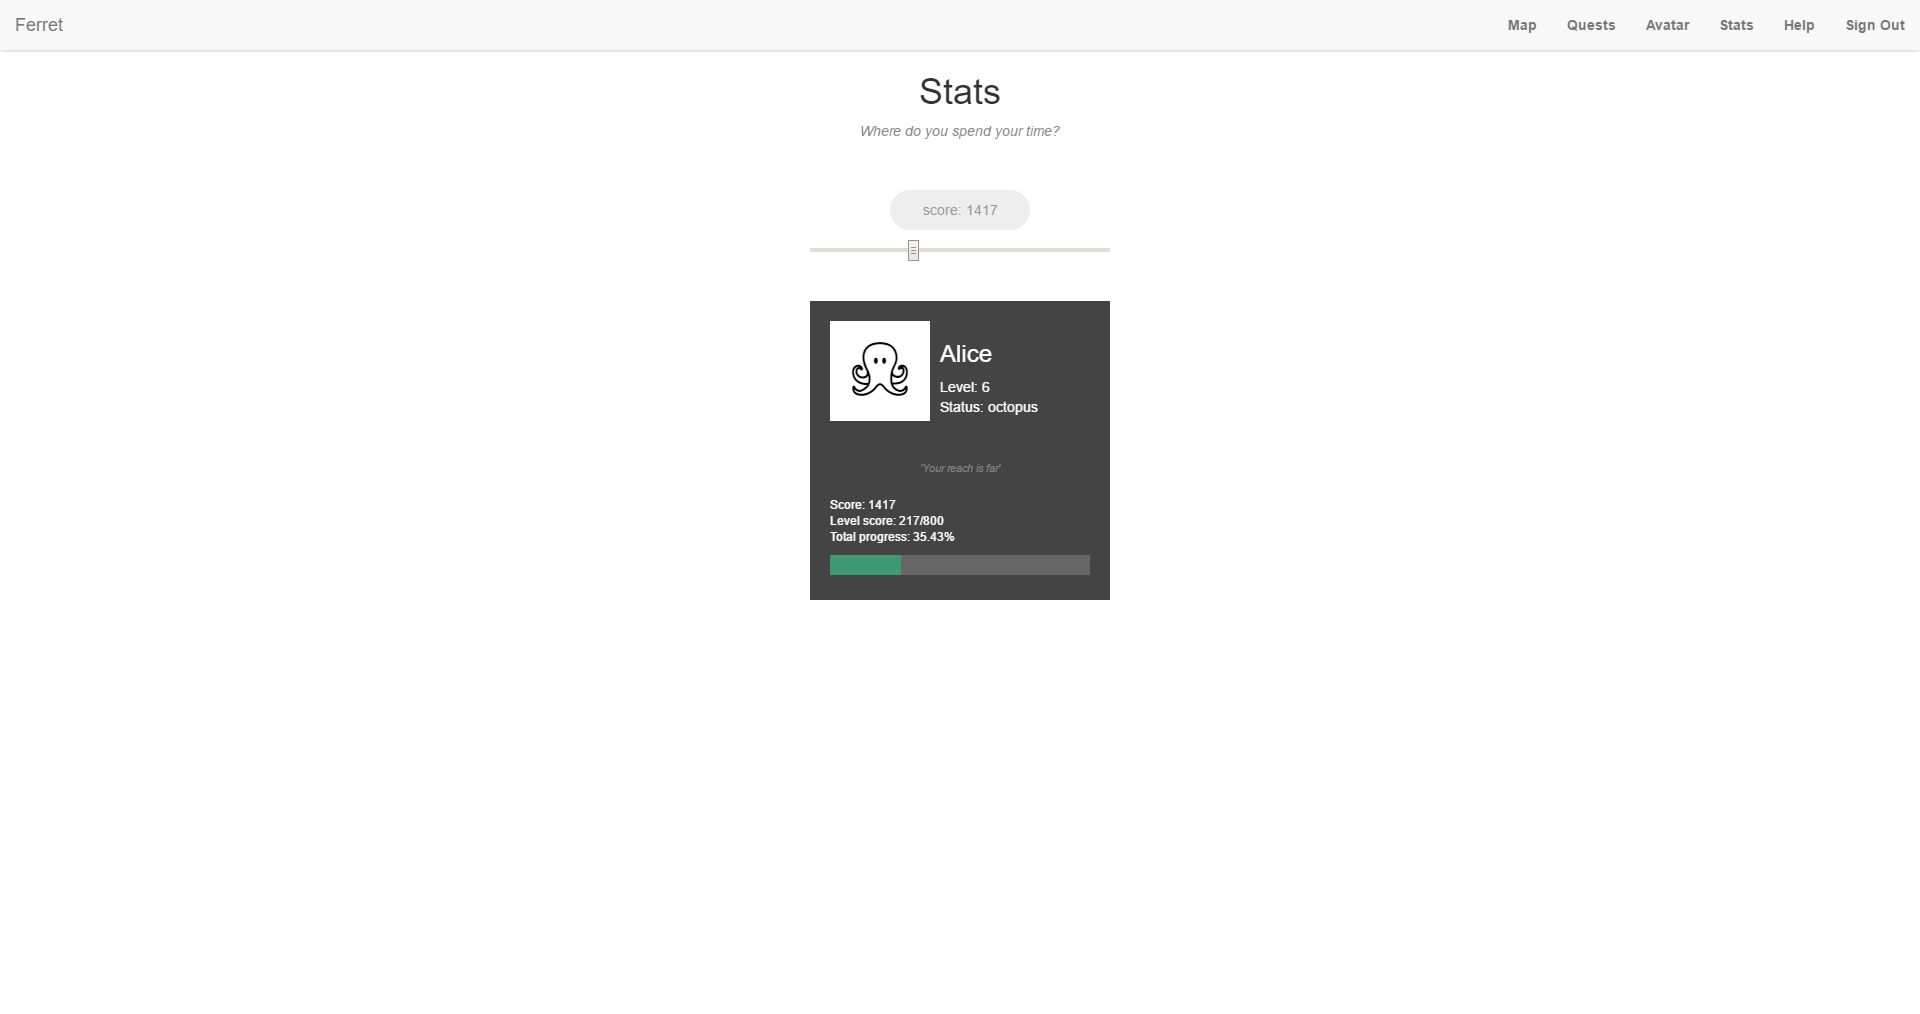 Ferret
Map Quests Avatar Stats Help Sign Out
Stats
Where do you spend your time?
score: 1417
Alice
Level: 6
Status: octopus
'Your reach is far'
Score: 1417
Level score: 217/800
Total progress: 35.43%